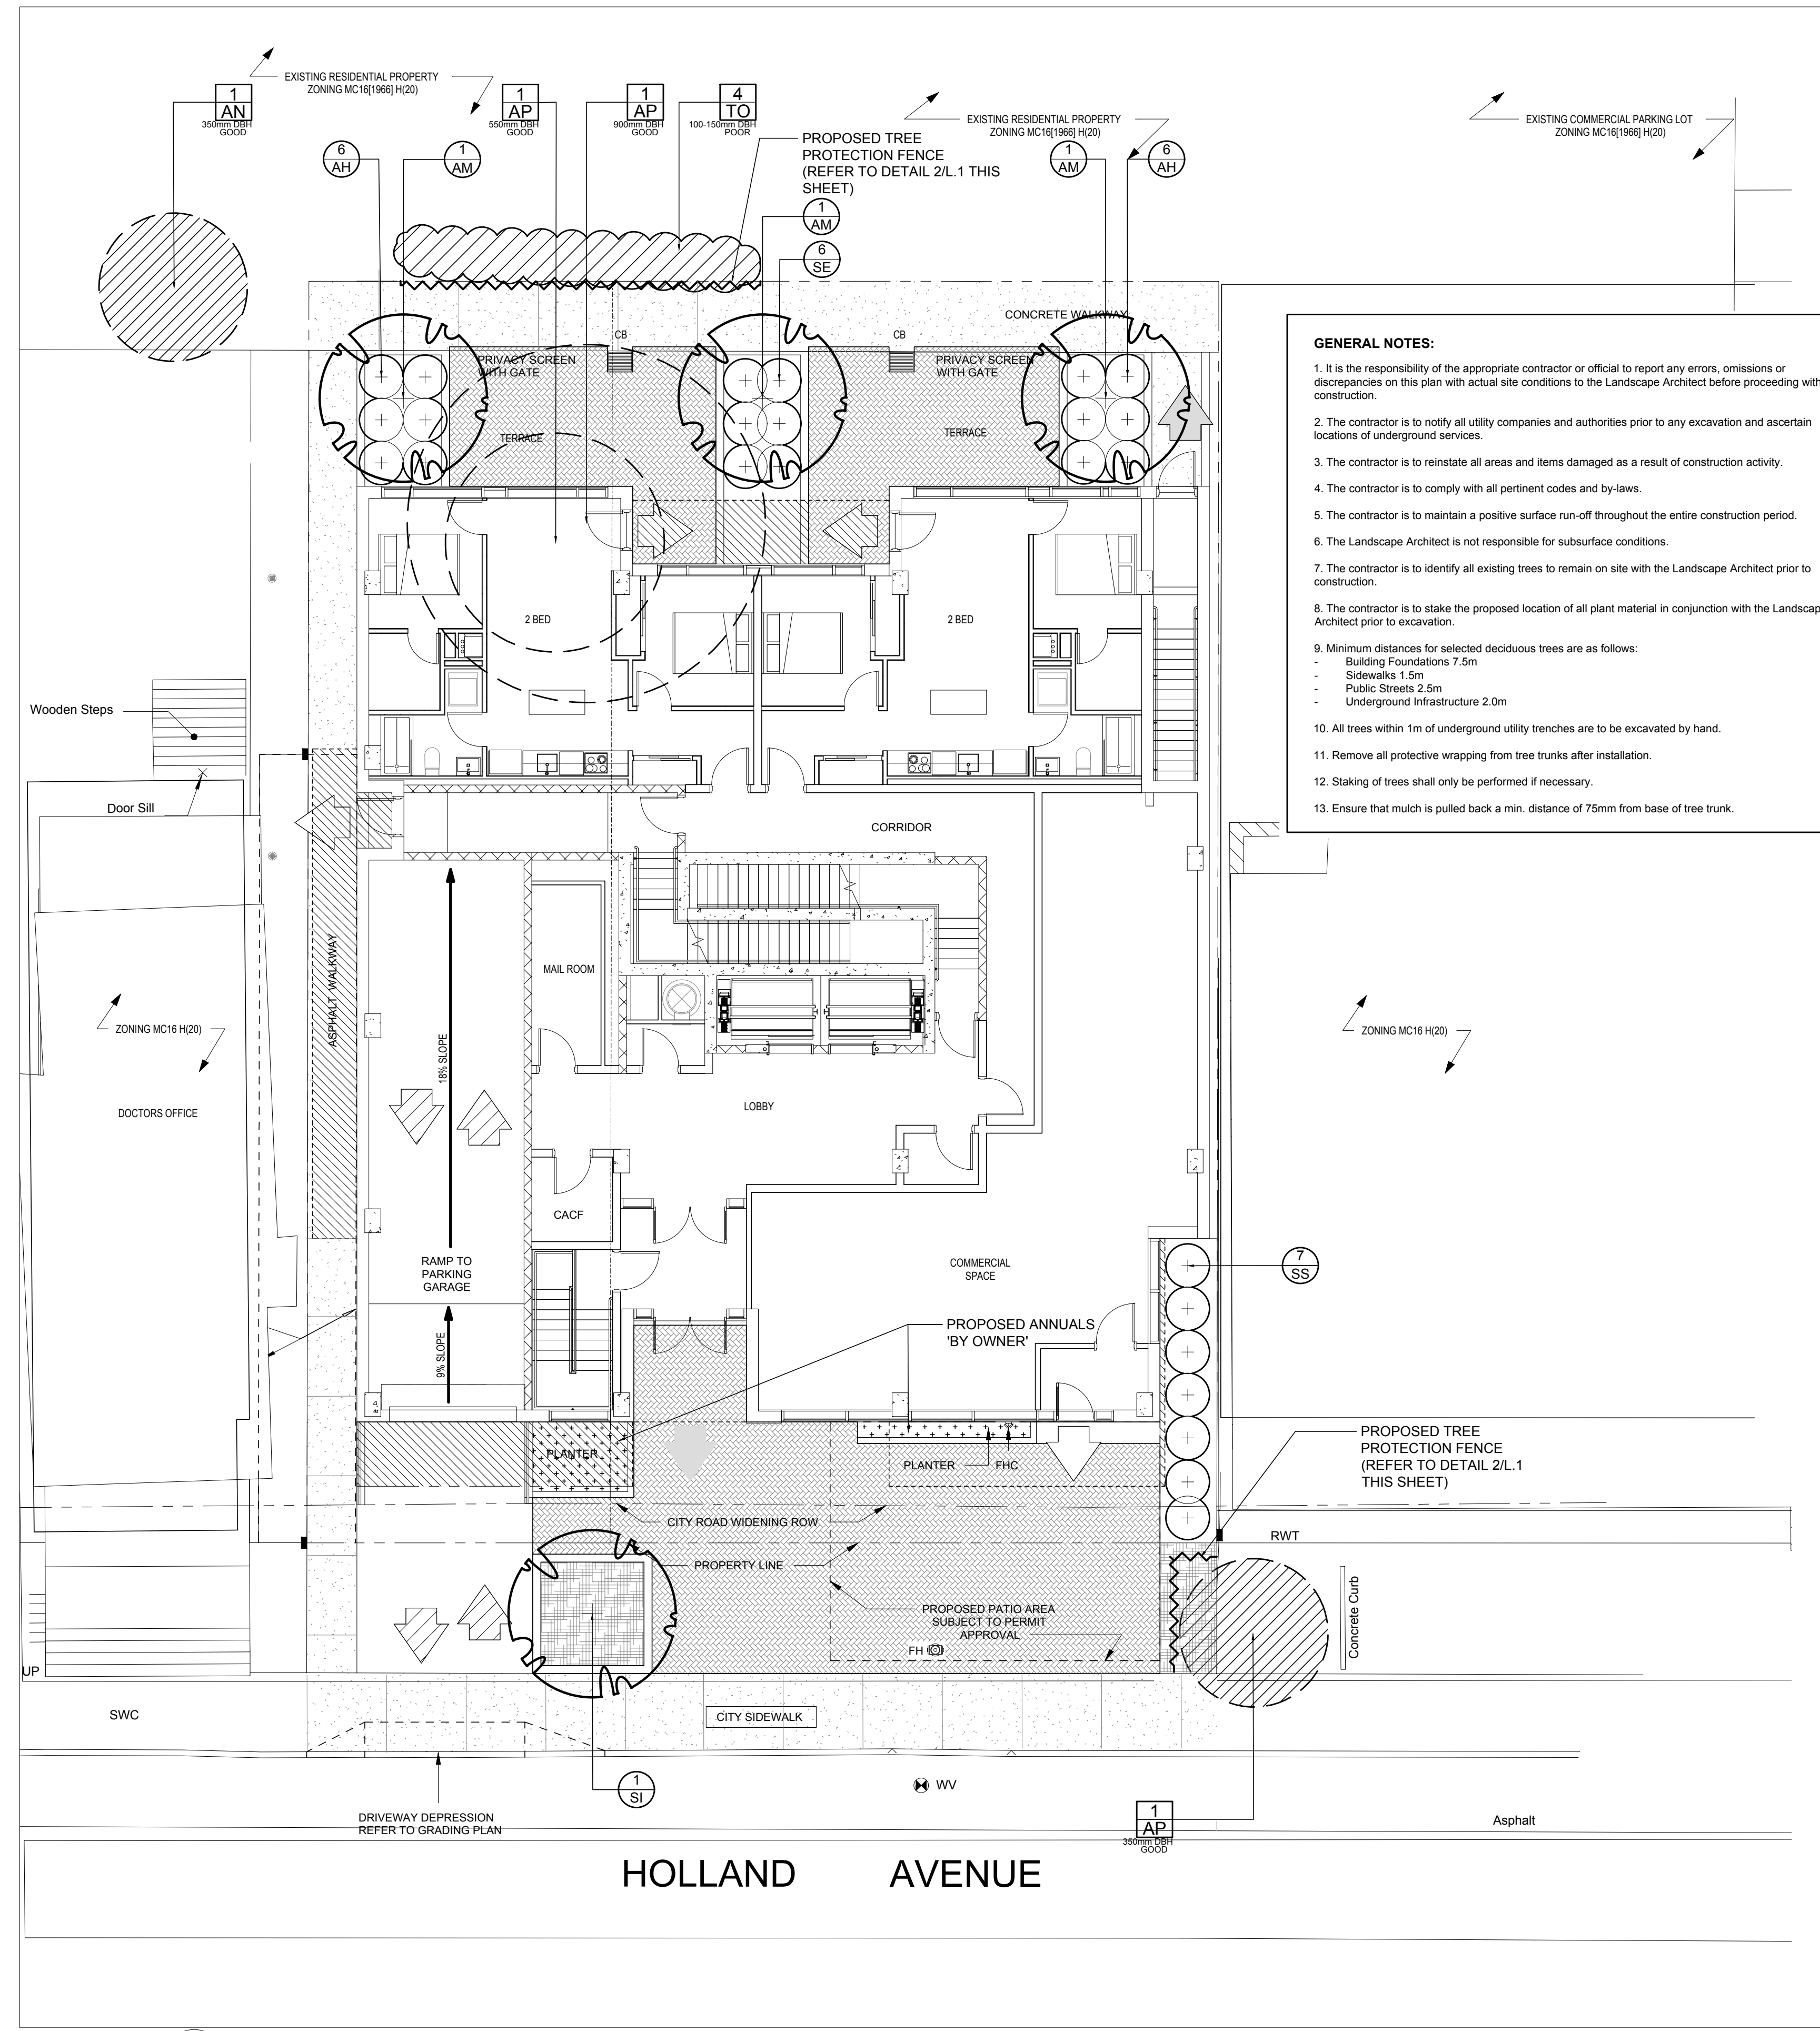 EXISTING RESIDENTIAL PROPERTY
ZONING MC16[1966] H(20)
1
AN
350mm DBH
GOOD
1
AP
550mm DBH
GOOD
1
AP
900mm DBH
GOOD
4
TO
100-150mm DBH
POOR
EXISTING RESIDENTIAL PROPERTY
ZONING MC16[1966] H(20)
EXISTING COMMERCIAL PARKING LOT
ZONING MC16[1966] H(20)
PROPOSED TREE
PROTECTION FENCE
(REFER TO DETAIL 2/L.1 THIS
SHEET)
6
AH
1
AM
1
AM
6
AH
1
AM
6
SE
CONCRETE WALKWAY
CB
CB
PRIVACY SCREEN
WITH GATE
PRIVACY SCREEN
WITH GATE
TERRACE
TERRACE
GENERAL NOTES:
1. It is the responsibility of the appropriate contractor or official to report any errors, omissions or
discrepancies on this plan with actual site conditions to the Landscape Architect before proceeding with
construction.
2. The contractor is to notify all utility companies and authorities prior to any excavation and ascertain
locations of underground services.
3. The contractor is to reinstate all areas and items damaged as a result of construction activity.
4. The contractor is to comply with all pertinent codes and by-laws.
5. The contractor is to maintain a positive surface run-off throughout the entire construction period.
6. The Landscape Architect is not responsible for subsurface conditions.
7. The contractor is to identify all existing trees to remain on site with the Landscape Architect prior to
construction.
8. The contractor is to stake the proposed location of all plant material in conjunction with the Landscap
Architect prior to excavation.
9. Minimum distances for selected deciduous trees are as follows:
- Building Foundations 7.5m
- Sidewalks 1.5m
- Public Streets 2.5m
- Underground Infrastructure 2.0m
10. All trees within 1m of underground utility trenches are to be excavated by hand.
11. Remove all protective wrapping from tree trunks after installation.
12. Staking of trees shall only be performed if necessary.
13. Ensure that mulch is pulled back a min. distance of 75mm from base of tree trunk.
2 BED
2 BED
Wooden Steps
Door Sill
CORRIDOR
ASPHALT WALKWAY
MAIL ROOM
ZONING MC16 H(20)
ZONING MC16 H(20)
18% SLOPE
DOCTORS OFFICE
LOBBY
CACF
RAMP TO
PARKING
GARAGE
COMMERCIAL
SPACE
7
SS
9% SLOPE
PROPOSED ANNUALS
'BY OWNER'
PLANTER
PLANTER
FHC
PROPOSED TREE
PROTECTION FENCE
(REFER TO DETAIL 2/L.1
THIS SHEET)
CITY ROAD WIDENING ROW
RWT
PROPERTY LINE
PROPOSED PATIO AREA
SUBJECT TO PERMIT
APPROVAL
FH
Concrete Curb
UP
SWC
CITY SIDEWALK
1
SI
WV
DRIVEWAY DEPRESSION
REFER TO GRADING PLAN
1
AP
350mm DBH
GOOD
Asphalt
HOLLAND AVENUE